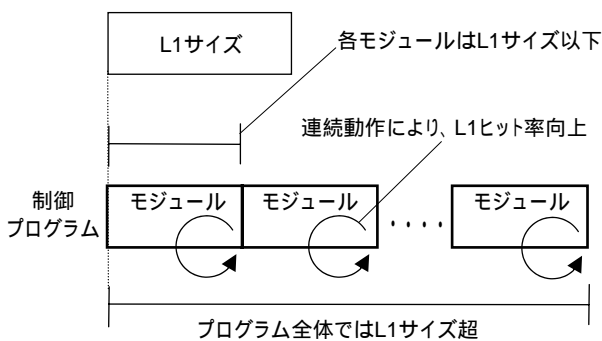 L1サイズ
各モジュールはL1サイズ以下
連続動作により、L1ヒット率向上
制御
プログラム
モジュール
モジュール
・・・・
モジュール
プログラム全体ではL1サイズ超